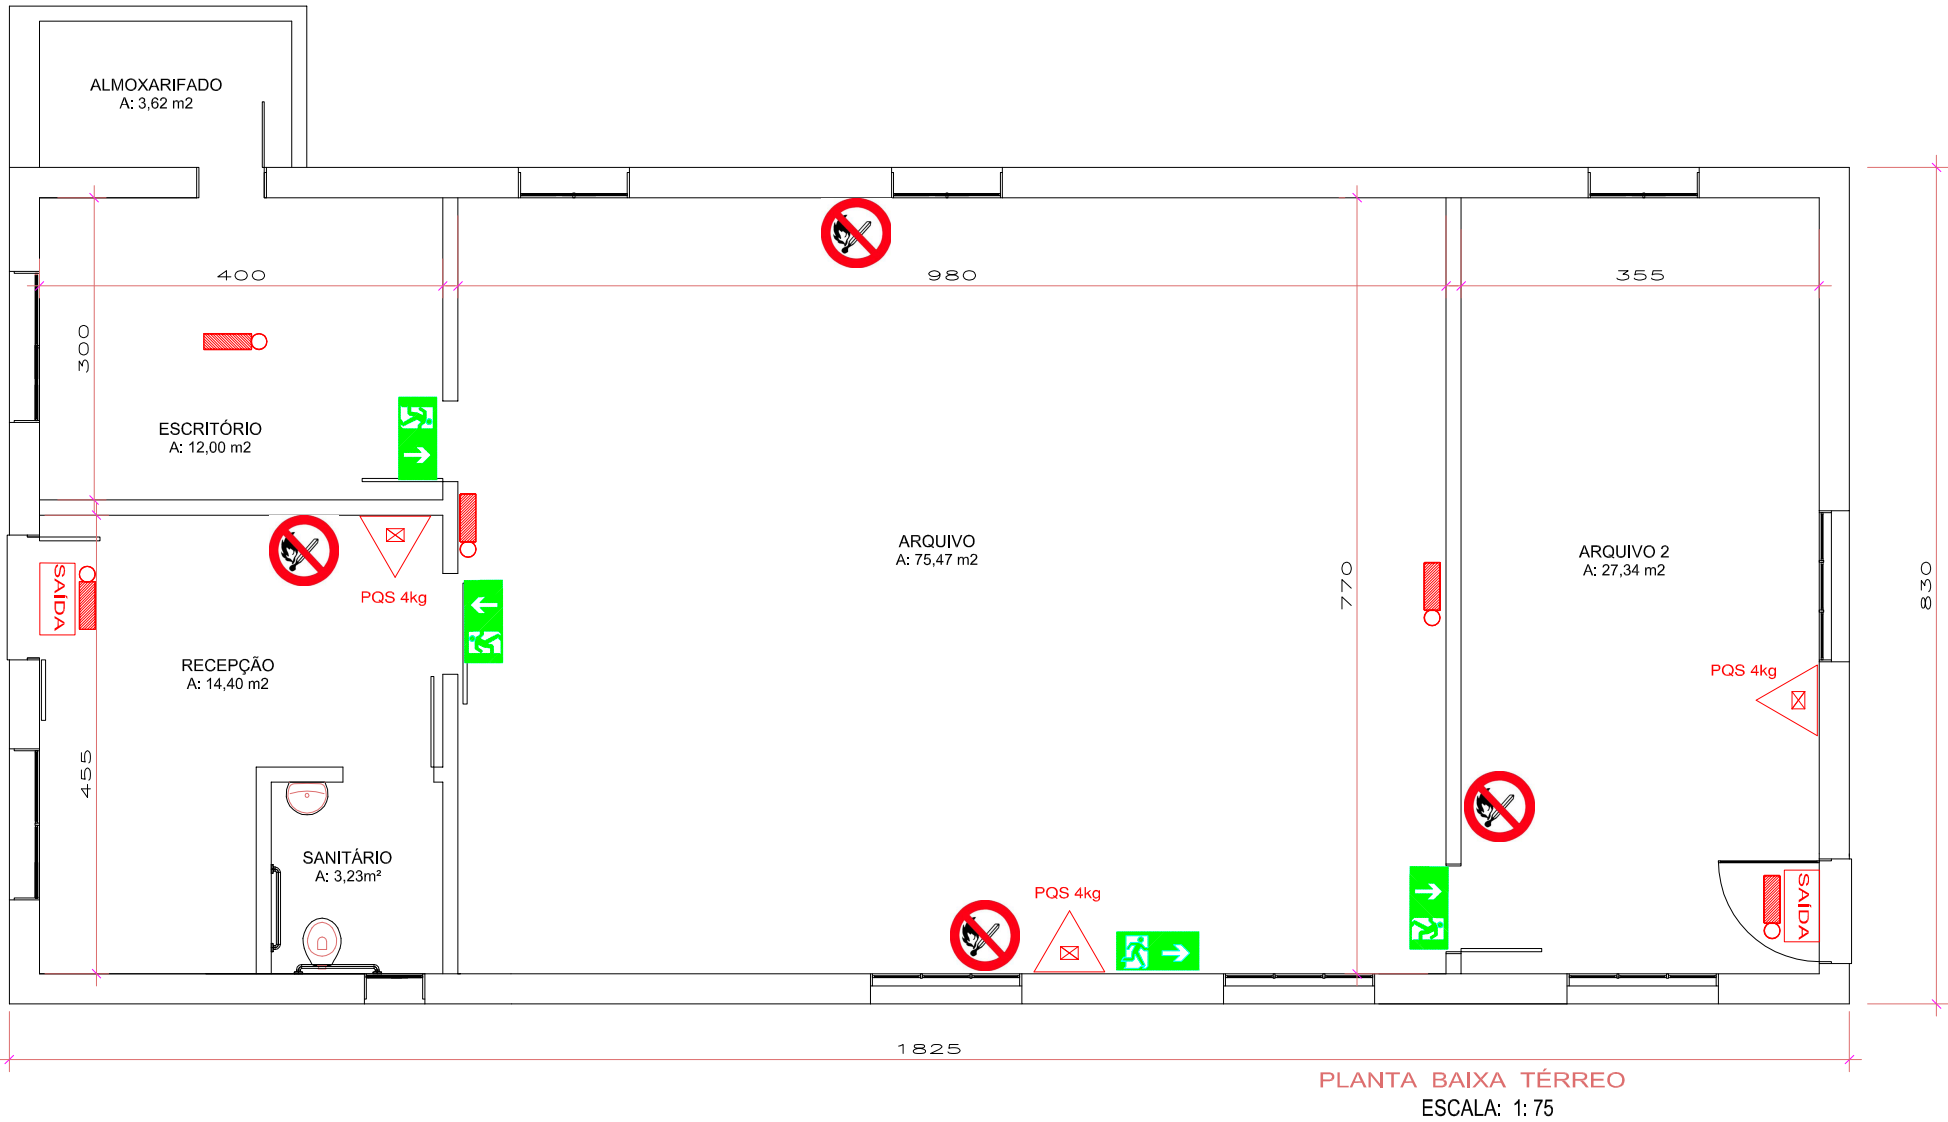 ALMOXARIFADO
A: 3,62 m2
400
980
355
300
ESCRITÓRIO
A: 12,00 m2
ARQUIVO
A: 75,47 m2
ARQUIVO 2
A: 27,34 m2
770
830
SAÍDA
PQS 4kg
RECEPÇÃO
A: 14,40 m2
PQS 4kg
455
SANITÁRIO
A: 3,23m²
PQS 4kg
SAÍDA
1825
PLANTA BAIXA TÉRREO
ESCALA: 1:75